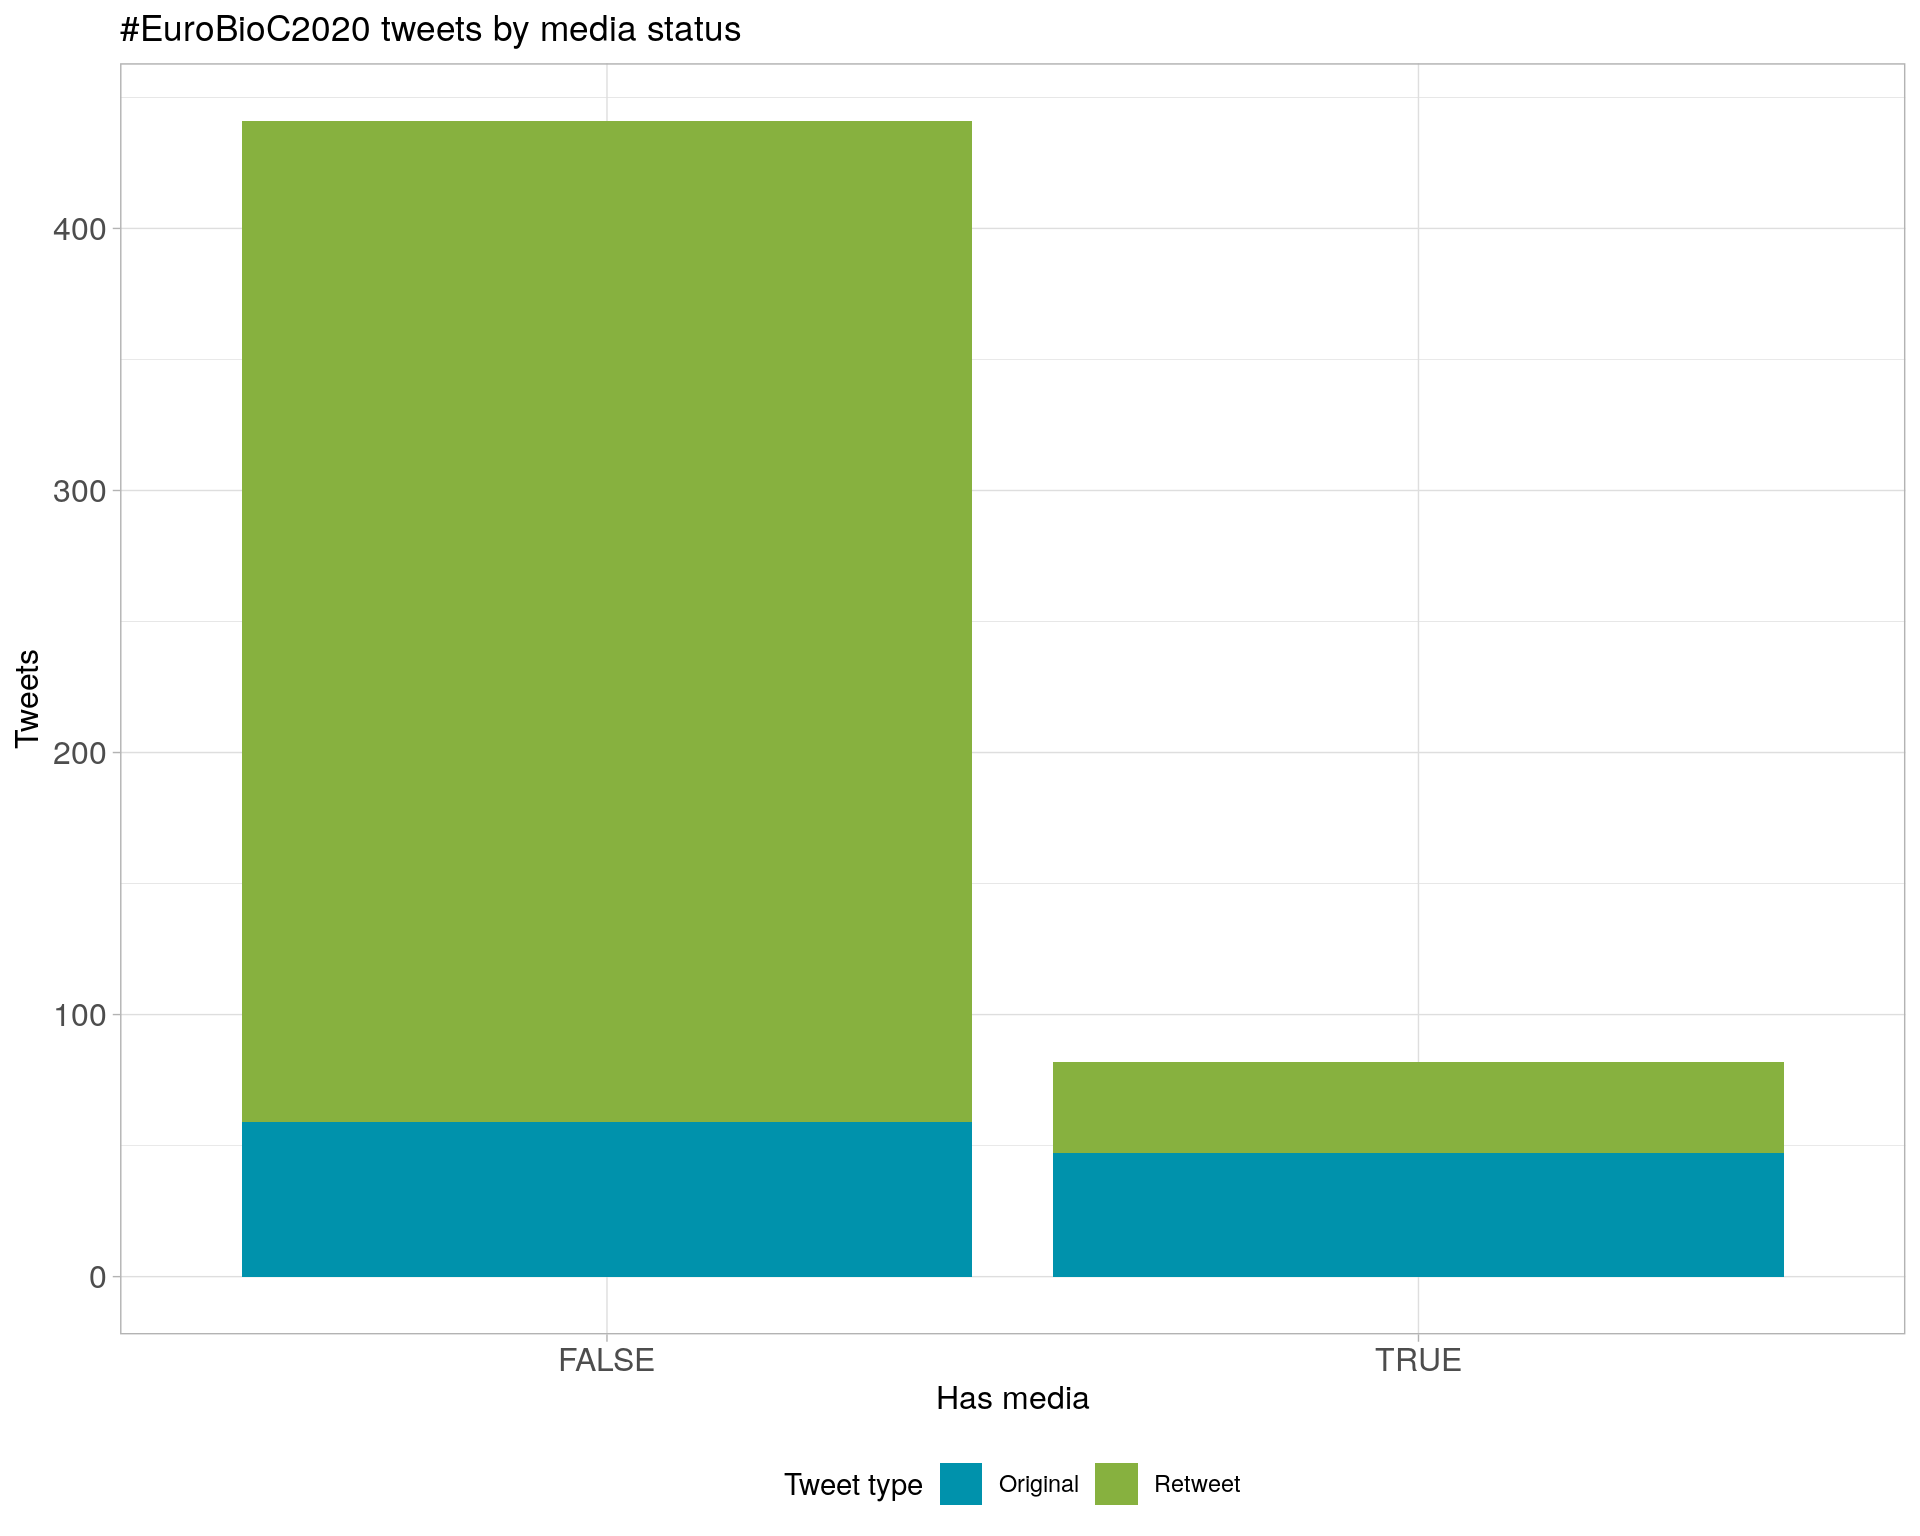 #EuroBioC2020 tweets by media status
400
300
200
100
0
Tweets
FALSE TRUE
Has media
Tweet type Original Retweet